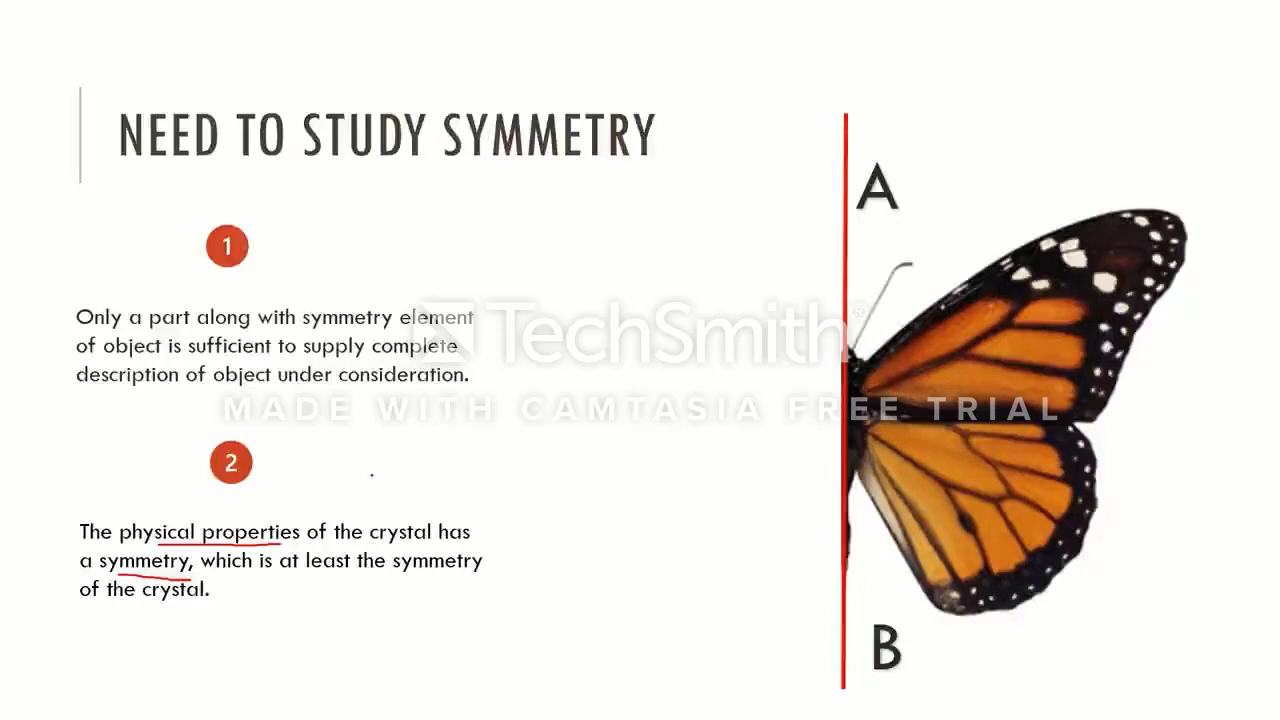 NEED TO STUDY SYMMETRY
1
Only a part along with symmetry element
of object is sufficient to supply complete
description of object under consideration.
2
The physical properties of the crystal has
a symmetry, which is at least the symmetry
of the crystal.
A
B
TechSmith®
MADE WITH CAMTASIA FREE TRIAL